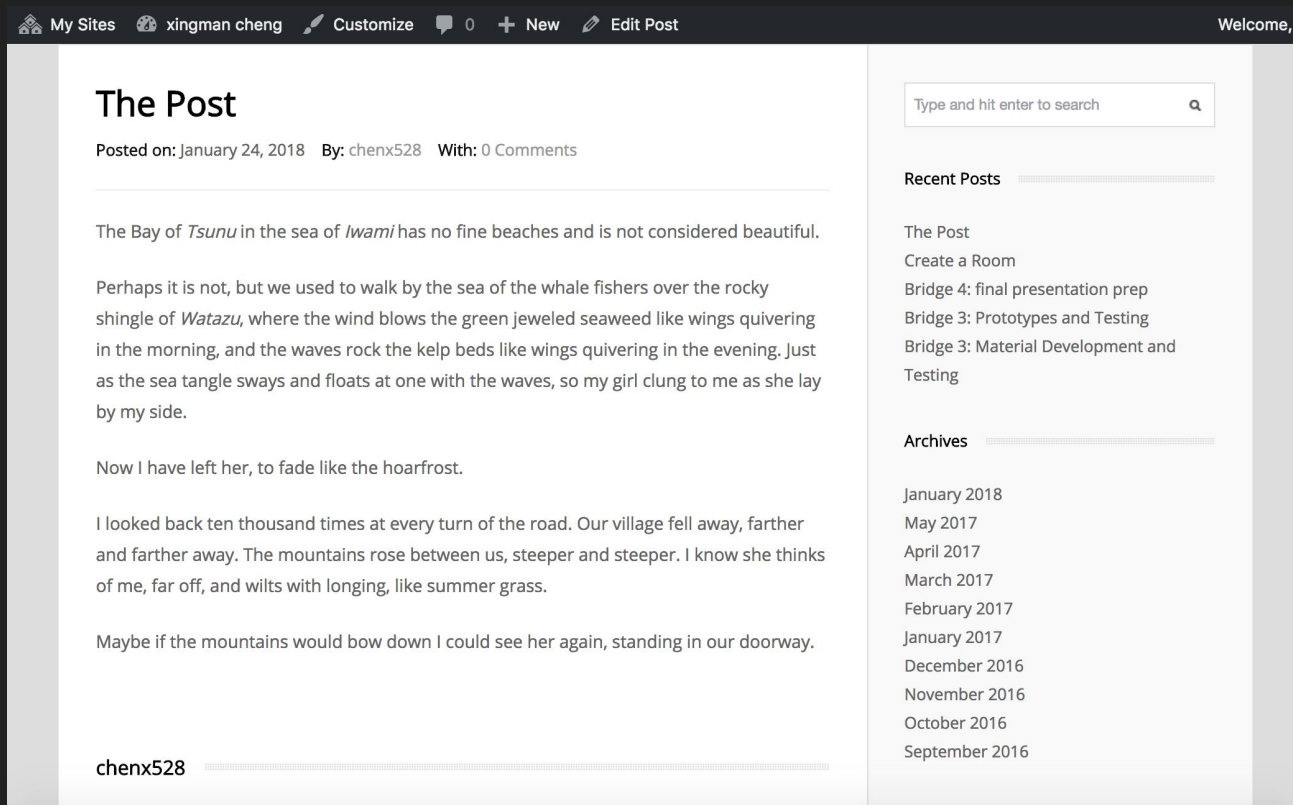 My Sites xingman cheng Customize 0 New Edit Post Welcome,
The Post
Posted on: January 24, 2018 By: chenx528 With: 0 Comments
The Bay of Tsunu in the sea of Iwami has no fine beaches and is not considered beautiful.
Perhaps it is not, but we used to walk by the sea of the whale fishers over the rocky
shingle of Watazu, where the wind blows the green jeweled seaweed like wings quivering
in the morning, and the waves rock the kelp beds like wings quivering in the evening. Just
as the sea tangle sways and floats at one with the waves, so my girl clung to me as she lay
by my side.
Now I have left her, to fade like the hoarfrost.
I looked back ten thousand times at every turn of the road. Our village fell away, farther
and farther away. The mountains rose between us, steeper and steeper. I know she thinks
of me, far off, and wilts with longing, like summer grass.
Maybe if the mountains would bow down I could see her again, standing in our doorway.
chenx528
Type and hit enter to search
Recent Posts
The Post
Create a Room
Bridge 4: final presentation prep
Bridge 3: Prototypes and Testing
Bridge 3: Material Development and
Testing
Archives
January 2018
May 2017
April 2017
March 2017
February 2017
January 2017
December 2016
November 2016
October 2016
September 2016